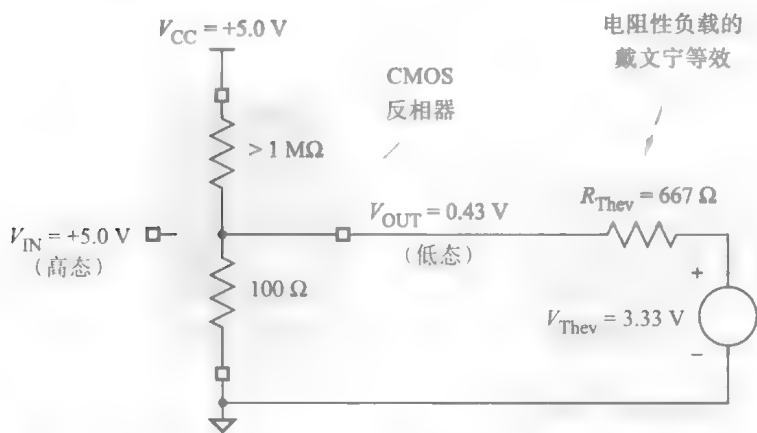 V_CC = +5.0 V
电阻性负载的
戴文宁等效
CMOS
反相器
> 1 MΩ
R_Thev = 667 Ω
V_IN = +5.0 V
（高态）
V_OUT = 0.43 V
（低态）
100 Ω
+
V_Thev = 3.33 V
−